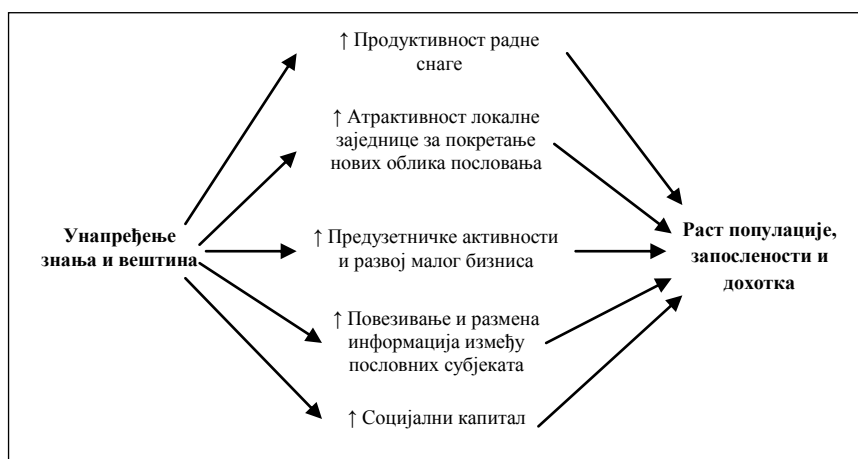 ↑ Продуктивност радне
снаге
↑ Атрактивност локалне
заједнице за покретање
нових облика пословања
Унапређење
знања и вештина
↑ Предузетничке активности
и развој малог бизниса
Раст популације,
запослености и
дохотка
↑ Повезивање и размена
информација између
пословних субјеката
↑ Социјални капитал